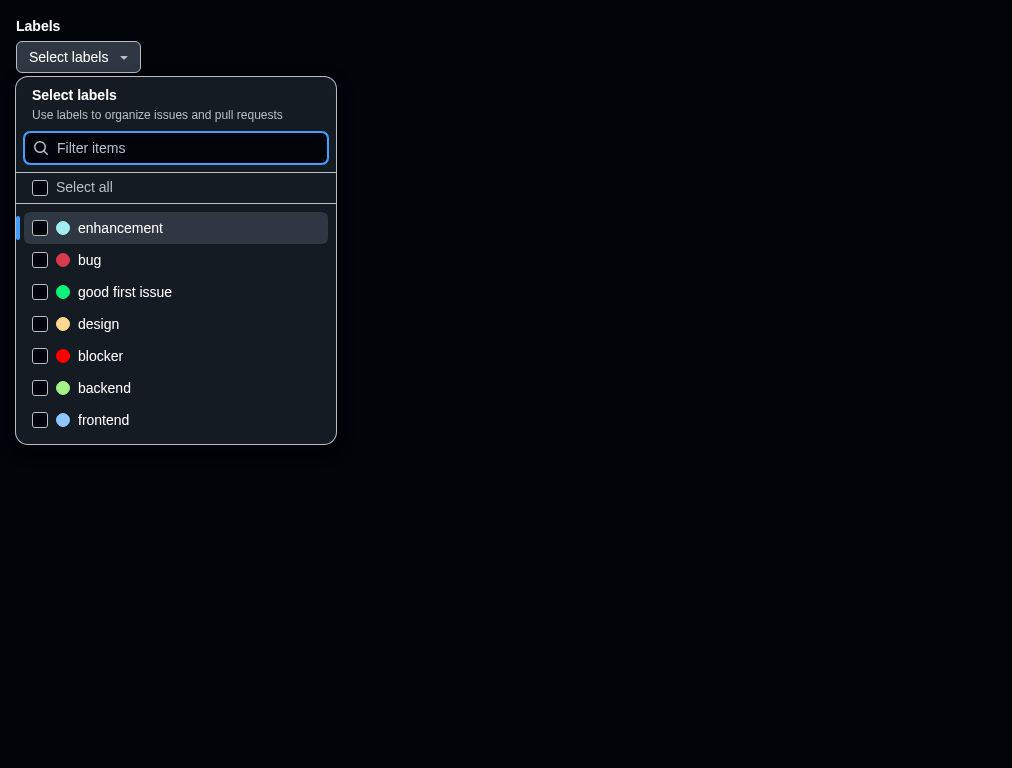 Labels
Select labels
Select labels
Use labels to organize issues and pull requests
Filter items
Select all
enhancement
bug
good first issue
design
blocker
backend
frontend